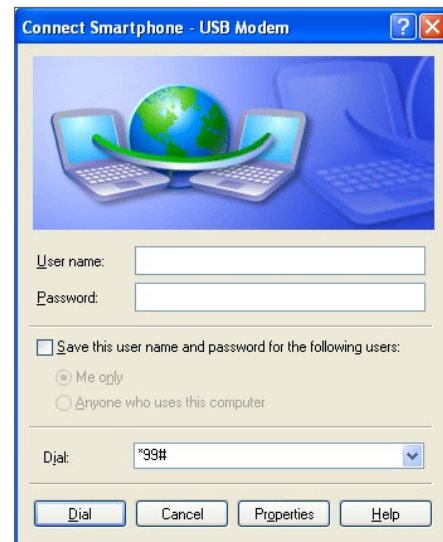 Connect Smartphone - USB Modem
User name:
Password:
Save this user name and password for the following users:
Me only
Anyone who uses this computer
Dial: *99#
Dial Cancel Properties Help